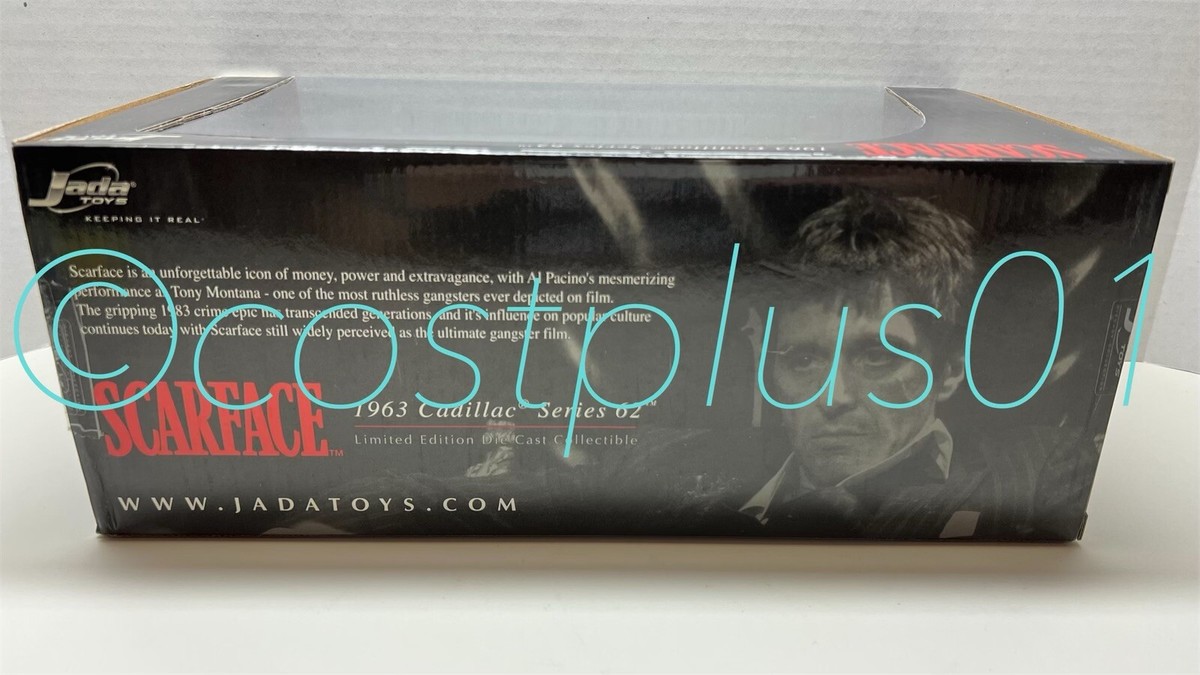 Jada®
TOYS
KEEPING IT REAL™
Scarface is an unforgettable icon of money, power and extravagance, with Al Pacino's mesmerizing
performance as Tony Montana - one of the most ruthless gangsters ever depicted on film.
The gripping 1983 crime epic has transcended generations and it's influence on popular culture
continues today with Scarface still widely perceived as the ultimate gangster film.
©costplus01
SCARFACE™
1963 Cadillac® Series 62™
Limited Edition Die Cast Collectible
WWW.JADATOYS.COM